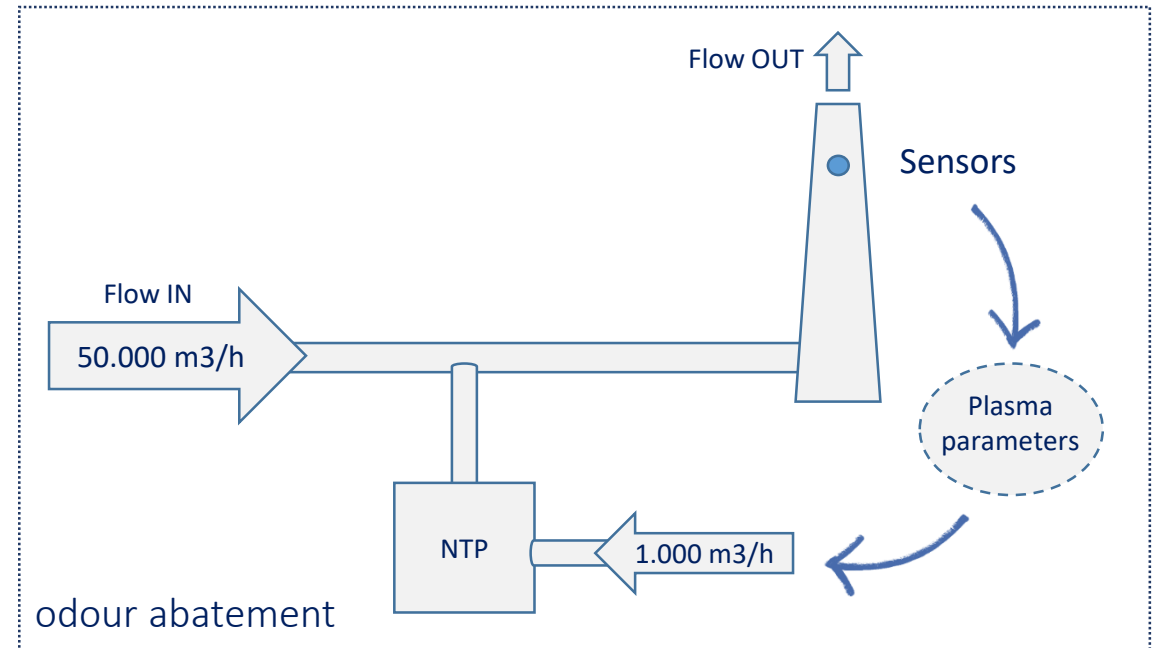 Flow OUT
Sensors
Flow IN
50.000 m3/h
Plasma
parameters
NTP
1.000 m3/h
odour abatement